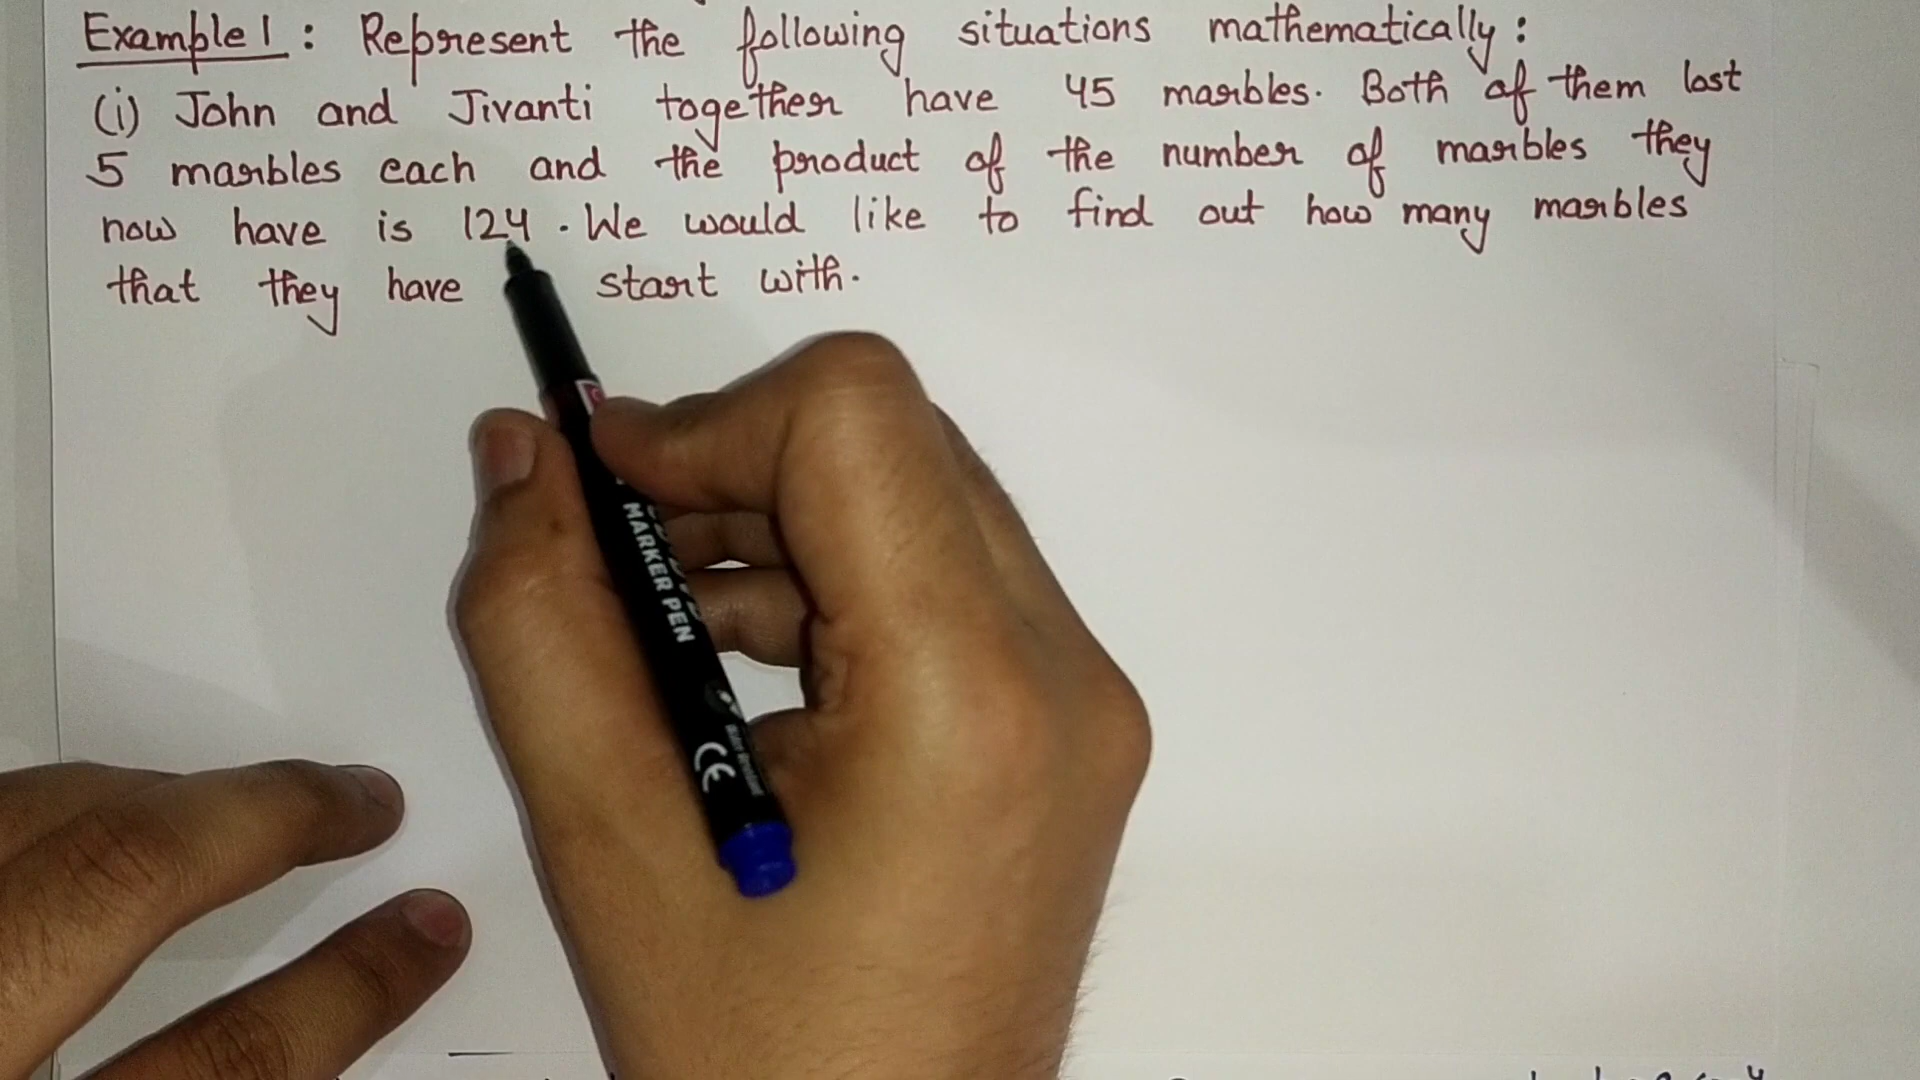 Example 1 : Represent the following situations mathematically :
(i) John and Jivanti together have 45 marbles. Both of them lost
5 marbles each and the product of the number of marbles they
now have is 124. We would like to find out how many marbles
that they have start with.
MARKER PEN
CE